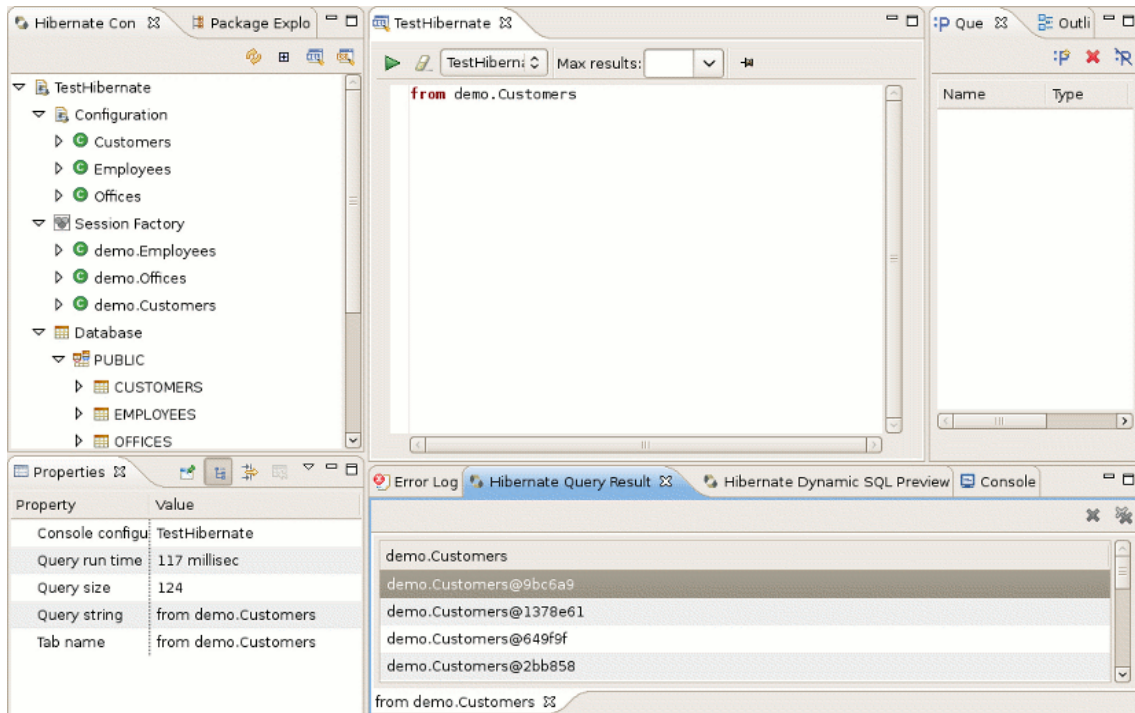 Hibernate Con
Package Explo
TestHibernate
Configuration
Customers
Employees
Offices
Session Factory
demo.Employees
demo.Offices
demo.Customers
Database
PUBLIC
CUSTOMERS
EMPLOYEES
OFFICES
TestHibernate
TestHiberna Max results:
from demo.Customers
:P Que Outli
Name Type
Properties
Property Value
Console configu TestHibernate
Query run time 117 millisec
Query size 124
Query string from demo.Customers
Tab name from demo.Customers
Error Log Hibernate Query Result Hibernate Dynamic SQL Preview Console
demo.Customers
demo.Customers@9bc6a9
demo.Customers@1378e61
demo.Customers@649f9f
demo.Customers@2bb858
from demo.Customers